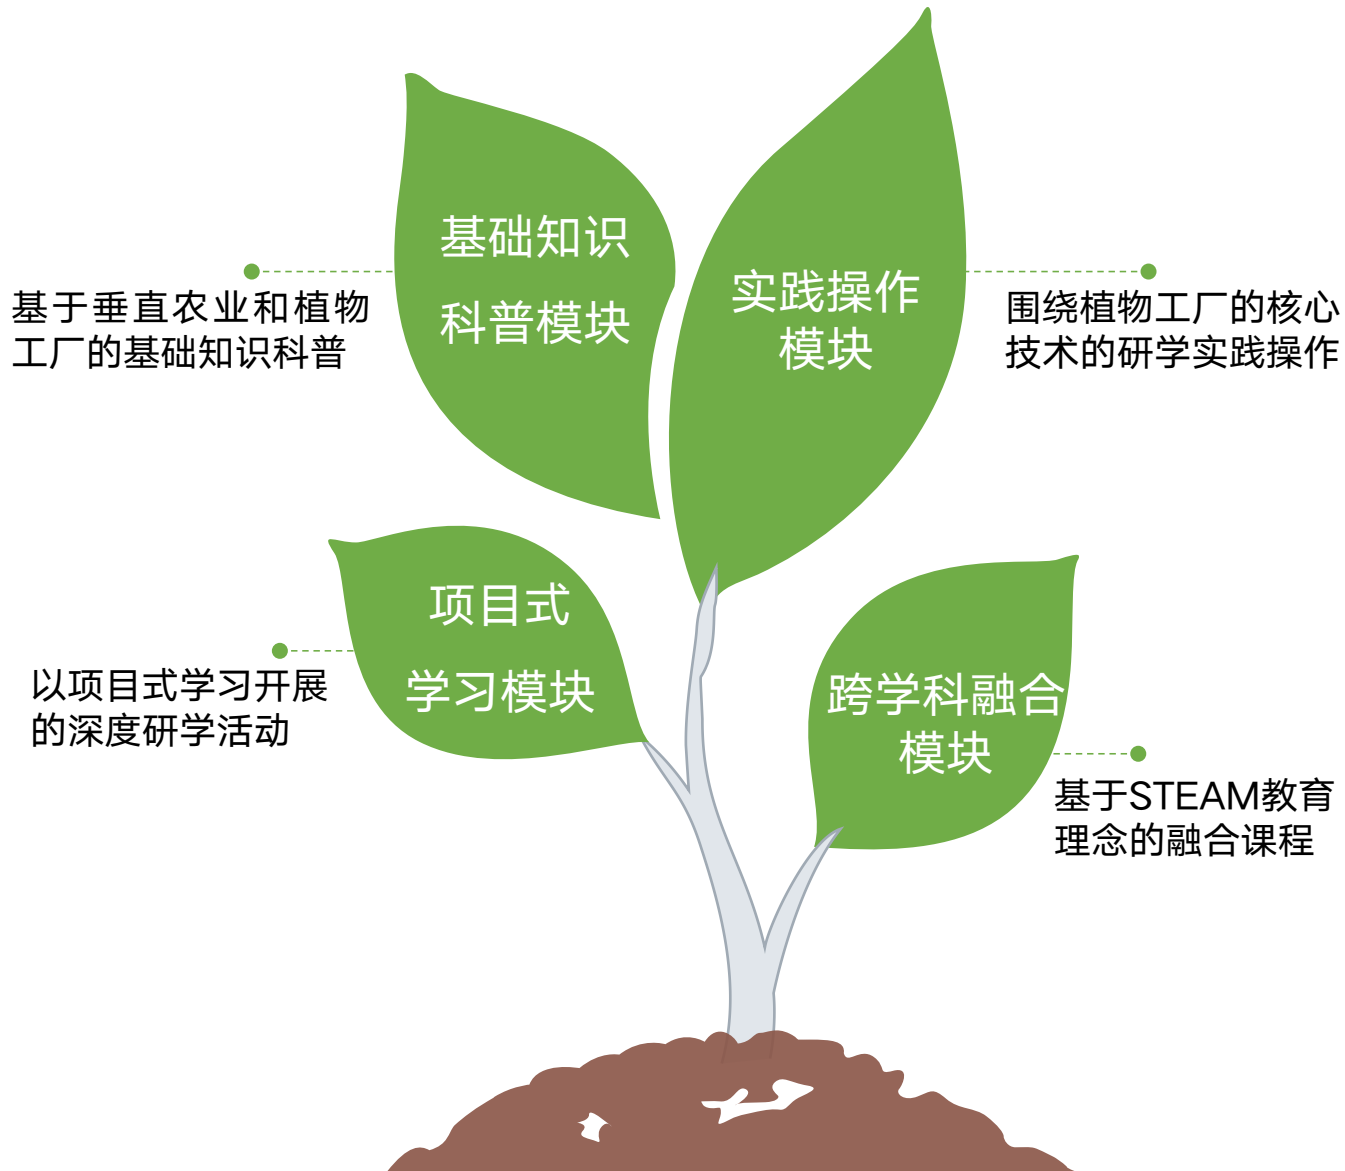 基础知识
科普模块
基于垂直农业和植物
工厂的基础知识科普
实践操作
模块
围绕植物工厂的核心
技术的研学实践操作
项目式
学习模块
以项目式学习开展
的深度研学活动
跨学科融合
模块
基于STEAM教育
理念的融合课程